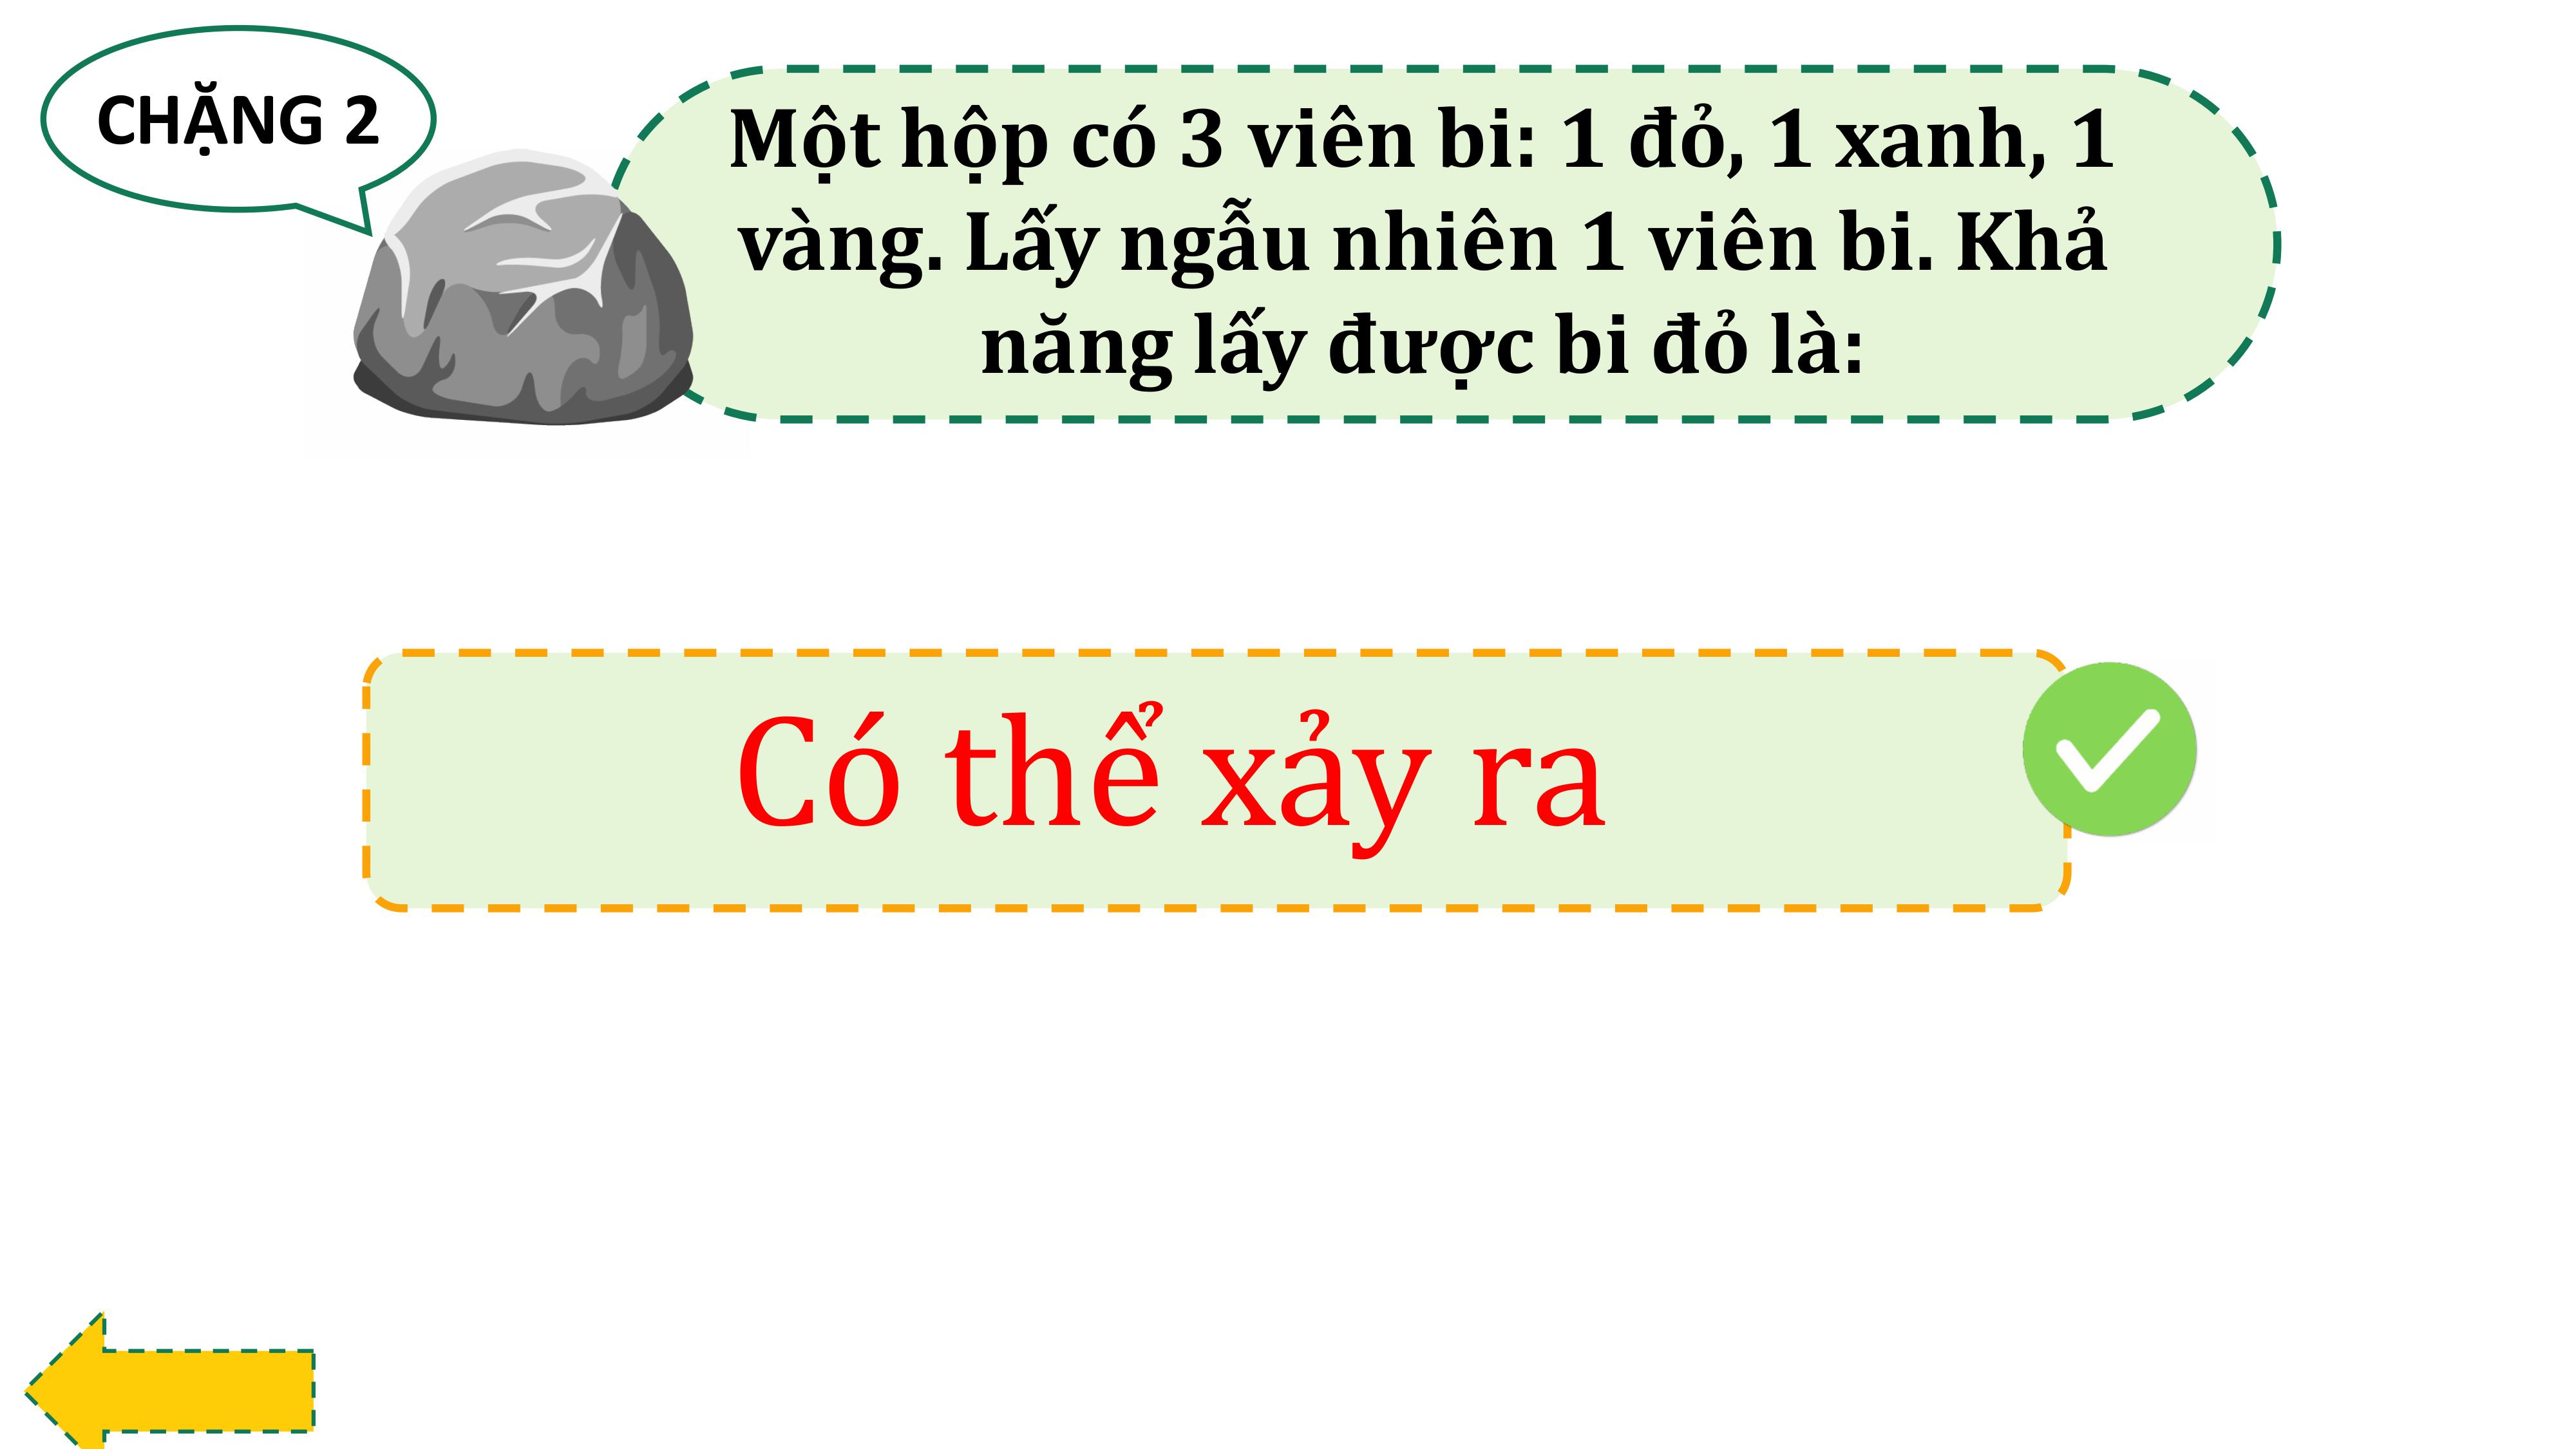 CHẶNG 2
Một hộp có 3 viên bi: 1 đỏ, 1 xanh, 1
vàng. Lấy ngẫu nhiên 1 viên bi. Khả
năng lấy được bi đỏ là:
Có thể xảy ra